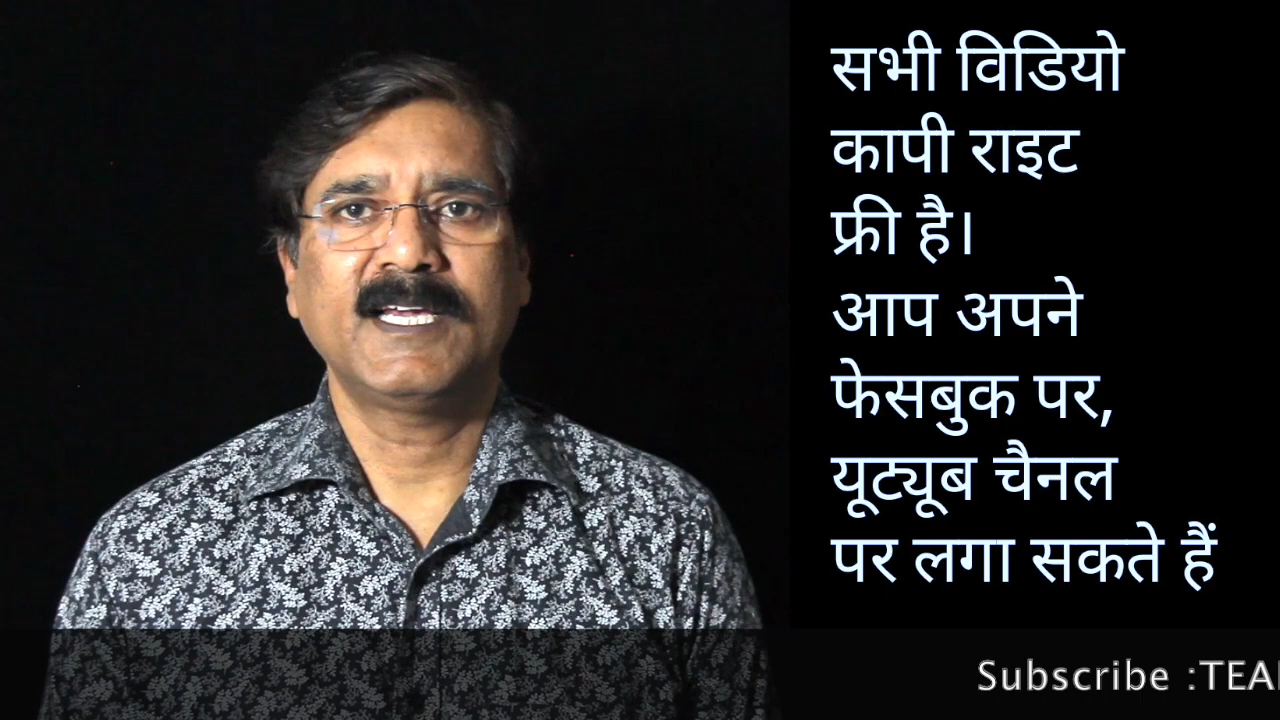 सभी विडियो
कापी राइट
फ्री है।
आप अपने
फेसबुक पर,
यूट्यूब चैनल
पर लगा सकते हैं
Subscribe :TEA